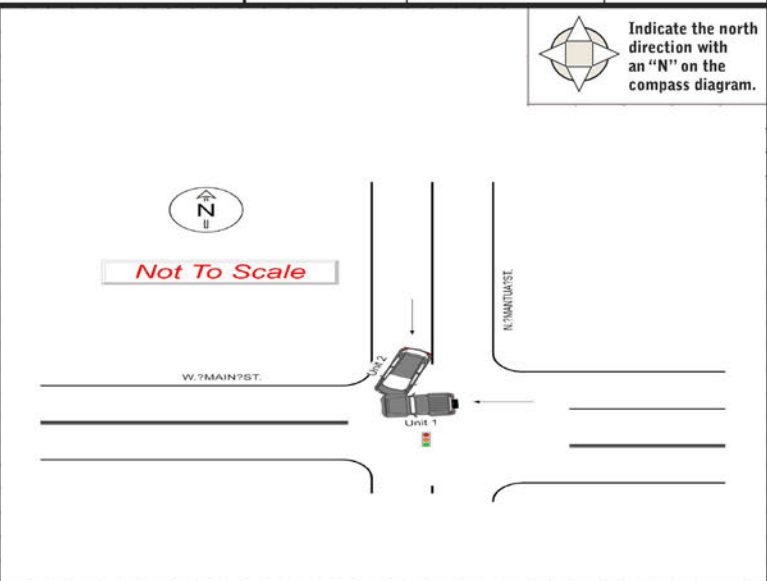 Indicate the north
direction with
an “N” on the
compass diagram.
N
Not To Scale
N.?MANTUA?ST.
W.?MAIN?ST.
Unit 2
Unit 1